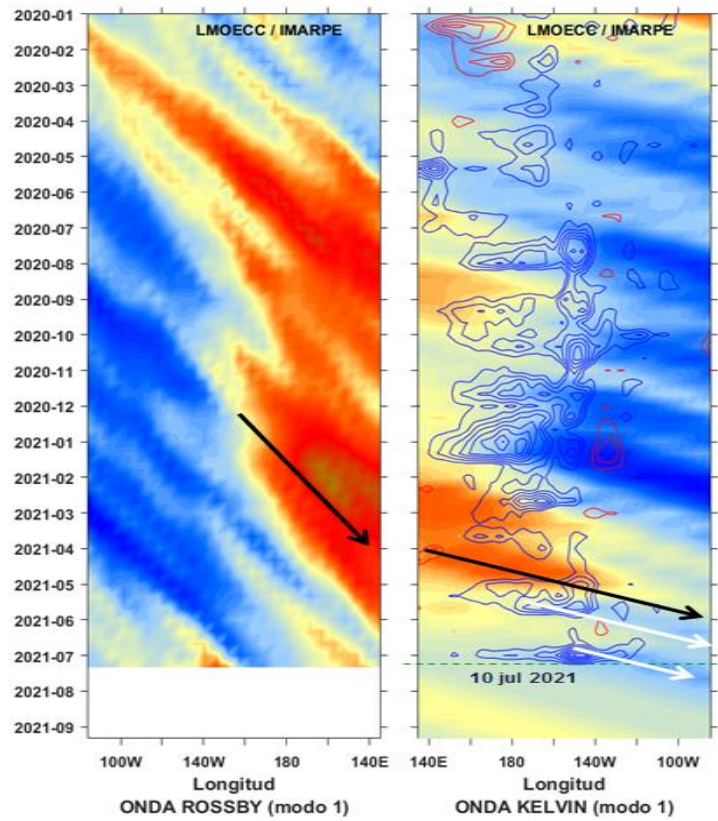 LMOECC / IMARPE
LMOECC / IMARPE
2020-01
2020-02
2020-03
2020-04
2020-05
2020-06
2020-07
2020-08
2020-09
2020-10
2020-11
2020-12
2021-01
2021-02
2021-03
2021-04
2021-05
2021-06
2021-07
2021-08
2021-09
10 jul 2021
100W 140W 180 140E
140E 180 140W 100W
Longitud
ONDA ROSSBY (modo 1)
Longitud
ONDA KELVIN (modo 1)